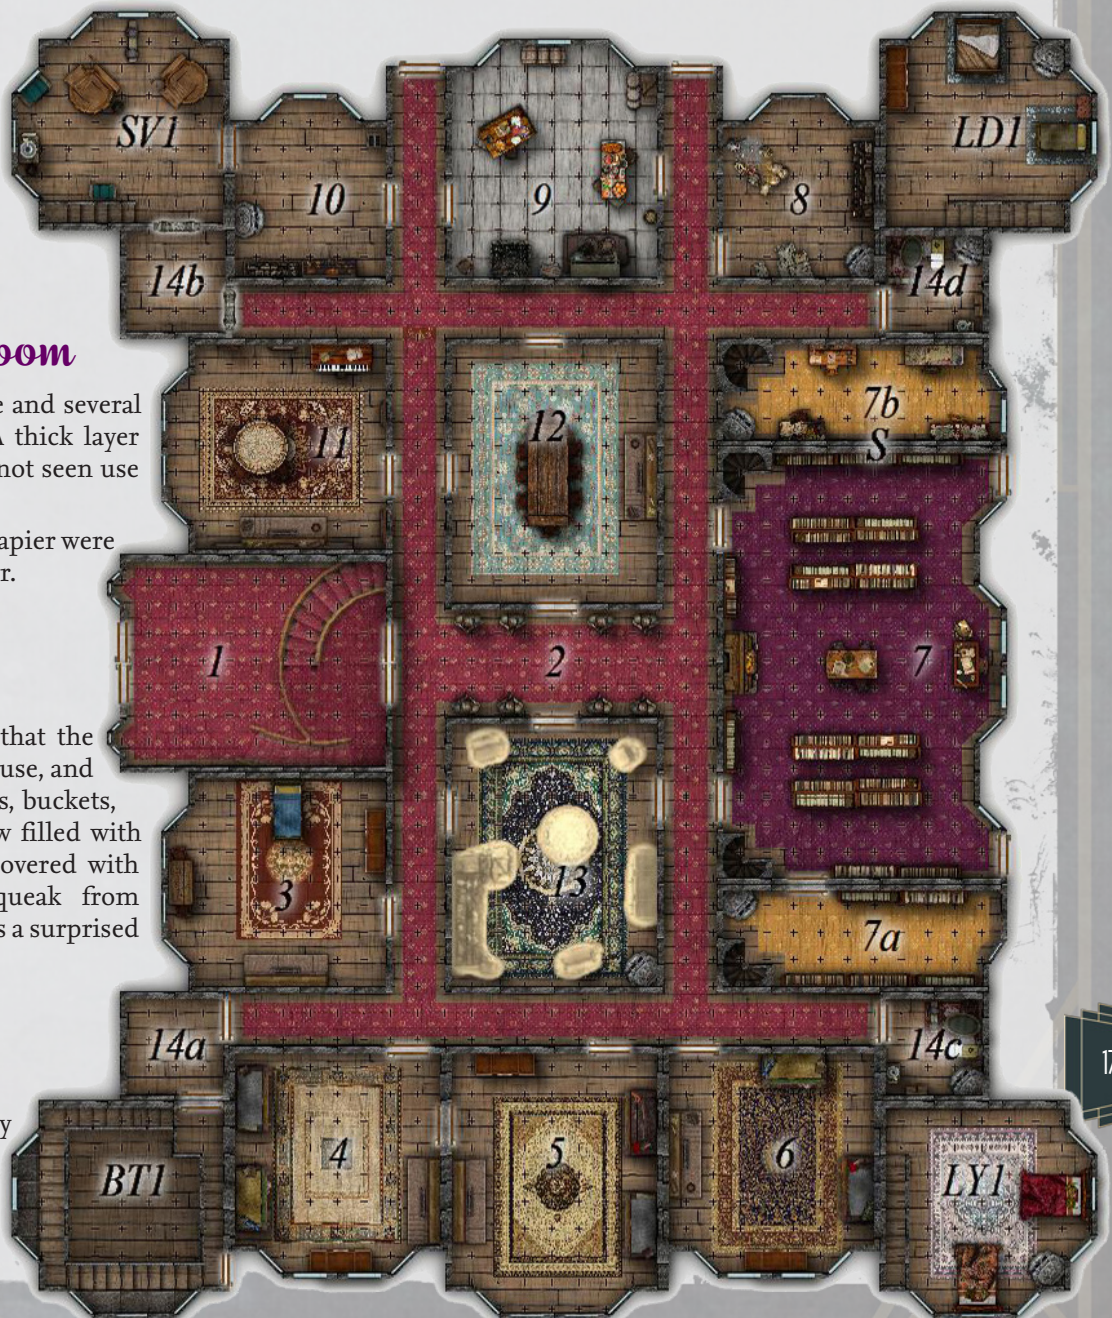 oom
e and several
A thick layer
not seen use
apier were
r.
that the
use, and
s, buckets,
w filled with
overed with
queak from
s a surprised
y
SV1
LD1
10
9
8
14b
14d
11
12
7b
S
1
2
7
3
13
7a
14a
14c
BT1
4
5
6
LY1
17